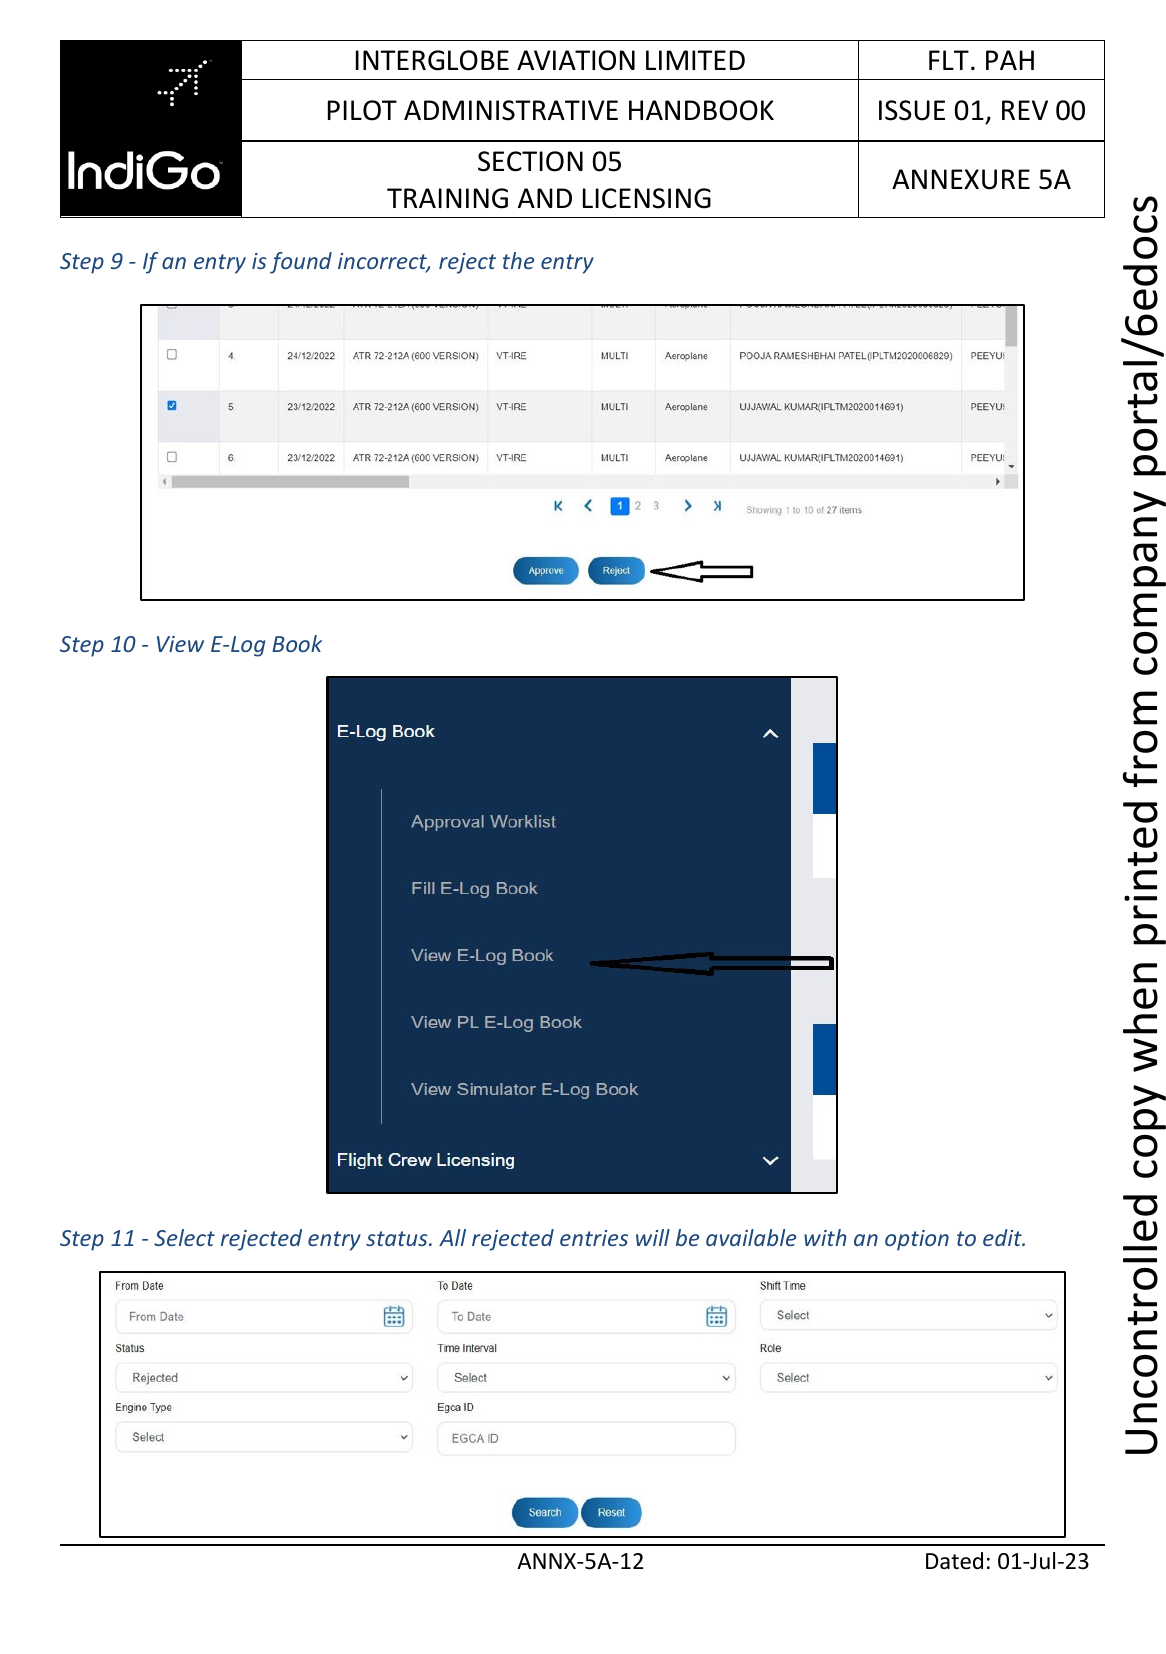 INTERGLOBE AVIATION LIMITED
FLT. PAH
PILOT ADMINISTRATIVE HANDBOOK
ISSUE 01, REV 00
IndiGo
SECTION 05
TRAINING AND LICENSING
ANNEXURE 5A
Step 9 - If an entry is found incorrect, reject the entry
4. 24/12/2022 ATR 72-212A (600 VERSION) VT-IRE MULTI Aeroplane POOJA RAMESHBHAI PATEL(IPLTM2020006829) PEEYU
5. 23/12/2022 ATR 72-212A (600 VERSION) VT-IRE MULTI Aeroplane UJJAWAL KUMAR(IPLTM2020014691) PEEYU
6. 23/12/2022 ATR 72-212A (600 VERSION) VT-IRE MULTI Aeroplane UJJAWAL KUMAR(IPLTM2020014691) PEEYU
1 2 3 Showing 1 to 10 of 27 items
Approve Reject
Step 10 - View E-Log Book
E-Log Book
Approval Worklist
Fill E-Log Book
View E-Log Book
View PL E-Log Book
View Simulator E-Log Book
Flight Crew Licensing
Step 11 - Select rejected entry status. All rejected entries will be available with an option to edit.
From Date To Date Shift Time
From Date To Date Select
Status Time Interval Role
Rejected Select Select
Engine Type Egca ID
Select EGCA ID
Search Reset
ANNX-5A-12 Dated: 01-Jul-23
Uncontrolled copy when printed from company portal/6edocs